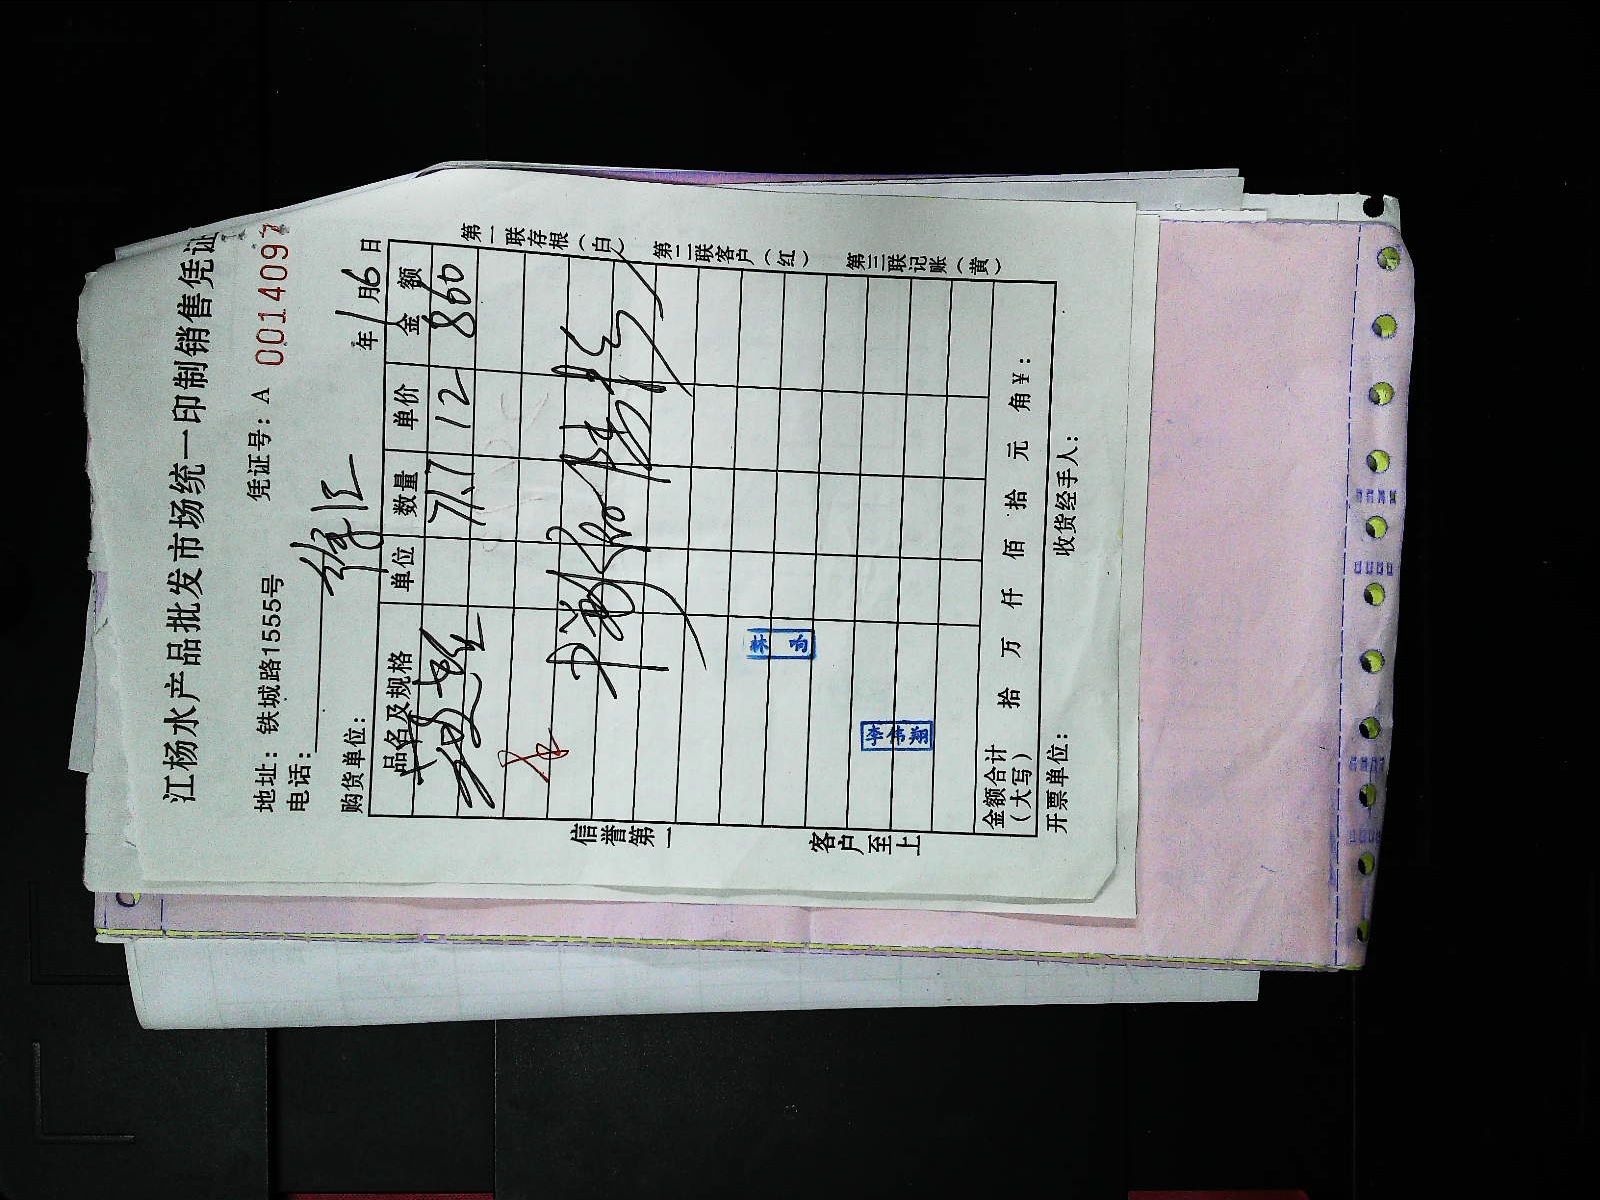 江杨水产品批发市场统一印制销售凭证
地址：铁城路1555号 凭证号：A 0014097
电话：
购货单位： 徐汇 年1月6日
品名及规格 单位 数量 单价 金额
71.7 12 860
第一联存根（白）
第二联客户（红）
第三联记账（黄）
信誉第一
客户至上
李伟翔
金额合计（大写） 拾 万 仟 佰 拾 元 角 ¥：
开票单位： 收货经手人：